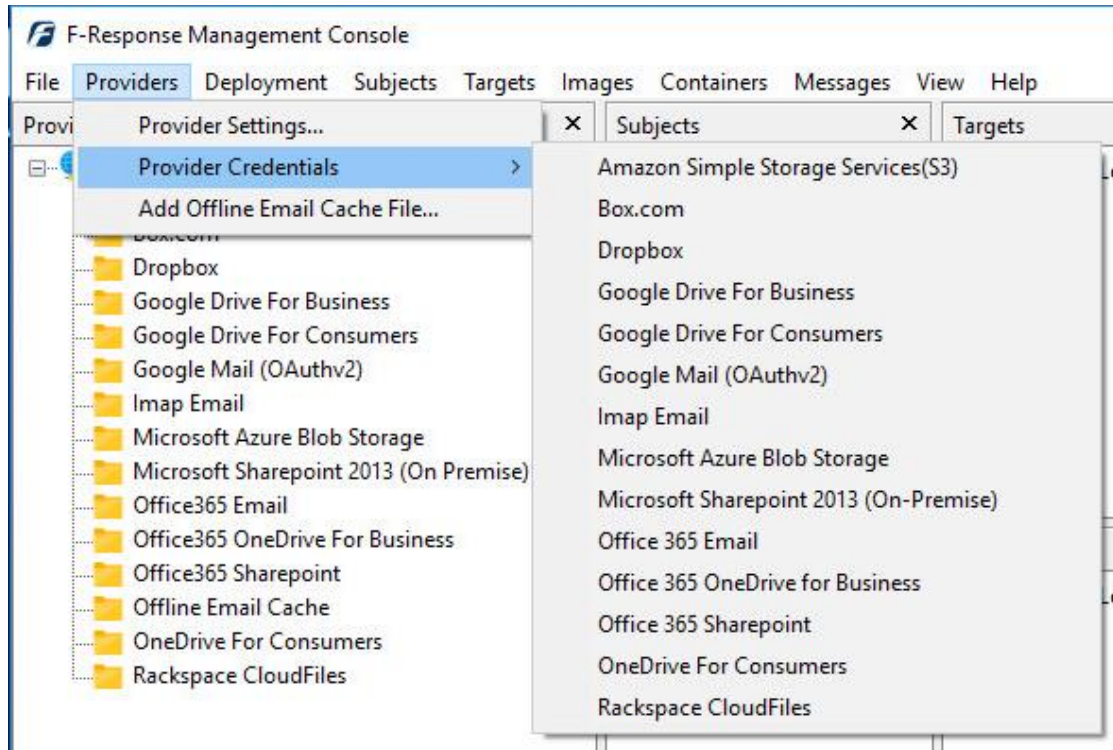 F-Response Management Console
File Providers Deployment Subjects Targets Images Containers Messages View Help
Provi Subjects Targets
Provider Settings...
Provider Credentials
Add Offline Email Cache File...
Box.com
Dropbox
Google Drive For Business
Google Drive For Consumers
Google Mail (OAuthv2)
Imap Email
Microsoft Azure Blob Storage
Microsoft Sharepoint 2013 (On Premise)
Office365 Email
Office365 OneDrive For Business
Office365 Sharepoint
Offline Email Cache
OneDrive For Consumers
Rackspace CloudFiles
Amazon Simple Storage Services(S3)
Box.com
Dropbox
Google Drive For Business
Google Drive For Consumers
Google Mail (OAuthv2)
Imap Email
Microsoft Azure Blob Storage
Microsoft Sharepoint 2013 (On-Premise)
Office 365 Email
Office 365 OneDrive for Business
Office 365 Sharepoint
OneDrive For Consumers
Rackspace CloudFiles